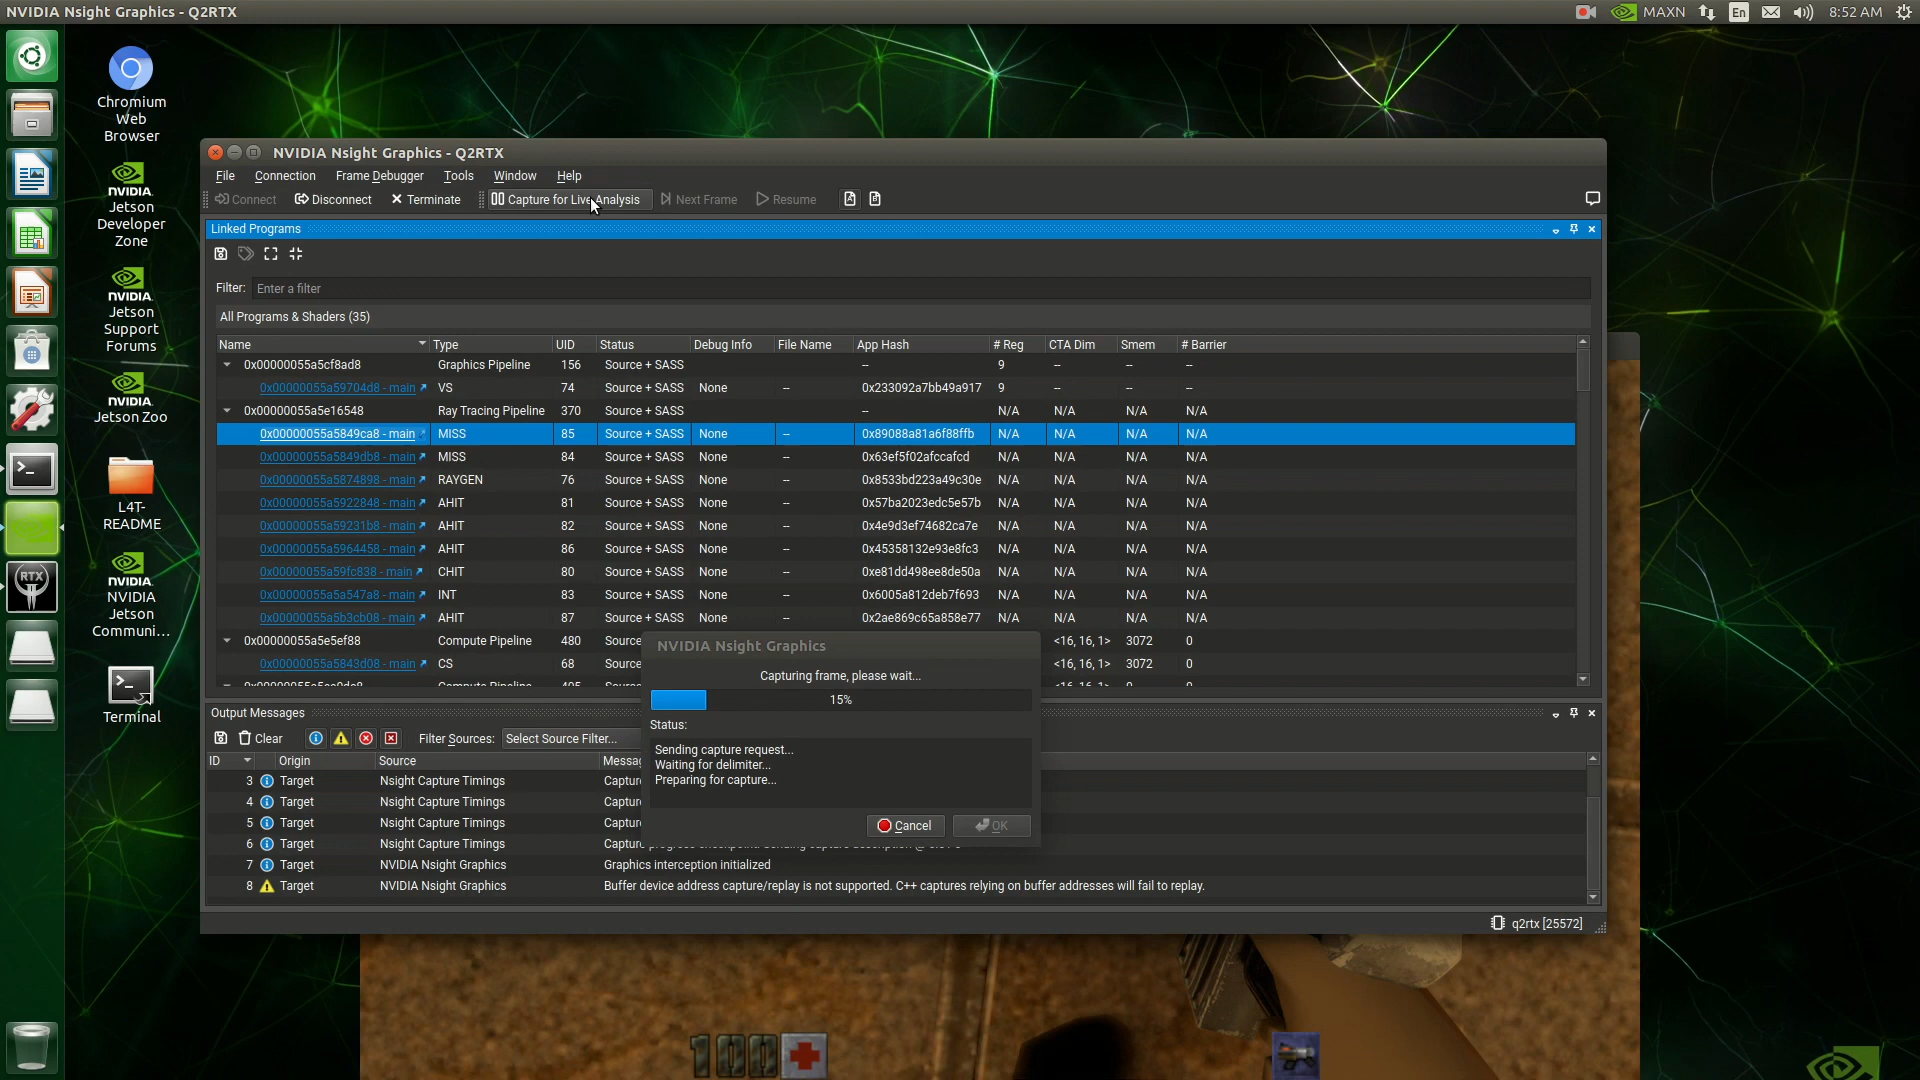 NVIDIA Nsight Graphics - Q2RTX
MAXN
En
8:52 AM
Chromium
Web
Browser
NVIDIA.
Jetson
Developer
Zone
NVIDIA.
Jetson
Support
Forums
NVIDIA.
Jetson Zoo
L4T-
README
NVIDIA.
NVIDIA
Jetson
Communi...
Terminal
RTX
NVIDIA Nsight Graphics - Q2RTX
File Connection Frame Debugger Tools Window Help
Connect Disconnect Terminate Capture for Live Analysis Next Frame Resume
Linked Programs
Filter: Enter a filter
All Programs & Shaders (35)
Name Type UID Status Debug Info File Name App Hash # Reg CTA Dim Smem # Barrier
0x00000055a5cf8ad8 Graphics Pipeline 156 Source + SASS -- 9 -- -- --
0x00000055a59704d8 - main VS 74 Source + SASS None -- 0x233092a7bb49a917 9 -- -- --
0x00000055a5e16548 Ray Tracing Pipeline 370 Source + SASS -- N/A N/A N/A N/A
0x00000055a5849ca8 - main MISS 85 Source + SASS None -- 0x89088a81a6f88ffb N/A N/A N/A N/A
0x00000055a5849db8 - main MISS 84 Source + SASS None -- 0x63ef5f02afccafcd N/A N/A N/A N/A
0x00000055a5874898 - main RAYGEN 76 Source + SASS None -- 0x8533bd223a49c30e N/A N/A N/A N/A
0x00000055a5922848 - main AHIT 81 Source + SASS None -- 0x57ba2023edc5e57b N/A N/A N/A N/A
0x00000055a59231b8 - main AHIT 82 Source + SASS None -- 0x4e9d3ef74682ca7e N/A N/A N/A N/A
0x00000055a5964458 - main AHIT 86 Source + SASS None -- 0x45358132e93e8fc3 N/A N/A N/A N/A
0x00000055a59fc838 - main CHIT 80 Source + SASS None -- 0xe81dd498ee8de50a N/A N/A N/A N/A
0x00000055a5a547a8 - main INT 83 Source + SASS None -- 0x6005a812deb7f693 N/A N/A N/A N/A
0x00000055a5b3cb08 - main AHIT 87 Source + SASS None -- 0x2ae869c65a858e77 N/A N/A N/A N/A
0x00000055a5e5ef88 Compute Pipeline 480 Source <16, 16, 1> 3072 0
0x00000055a5843d08 - main CS 68 Source <16, 16, 1> 3072 0
NVIDIA Nsight Graphics
Capturing frame, please wait...
15%
Status:
Sending capture request...
Waiting for delimiter...
Preparing for capture...
Cancel OK
Output Messages
Clear Filter Sources: Select Source Filter...
ID Origin Source Messag
3 Target Nsight Capture Timings Captu
4 Target Nsight Capture Timings Captu
5 Target Nsight Capture Timings Captu
6 Target Nsight Capture Timings
7 Target NVIDIA Nsight Graphics Graphics interception initialized
8 Target NVIDIA Nsight Graphics Buffer device address capture/replay is not supported. C++ captures relying on buffer addresses will fail to replay.
q2rtx [25572]
100